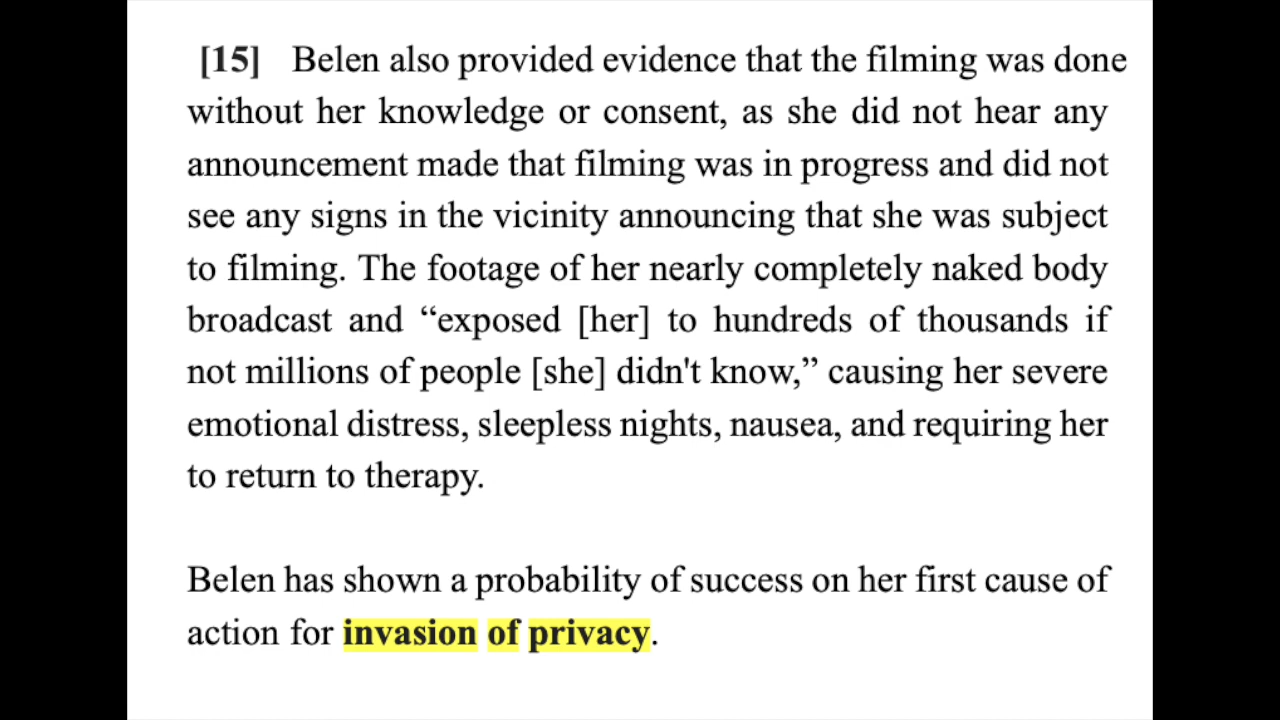 [15] Belen also provided evidence that the filming was done
without her knowledge or consent, as she did not hear any
announcement made that filming was in progress and did not
see any signs in the vicinity announcing that she was subject
to filming. The footage of her nearly completely naked body
broadcast and “exposed [her] to hundreds of thousands if
not millions of people [she] didn't know,” causing her severe
emotional distress, sleepless nights, nausea, and requiring her
to return to therapy.
Belen has shown a probability of success on her first cause of
action for invasion of privacy.